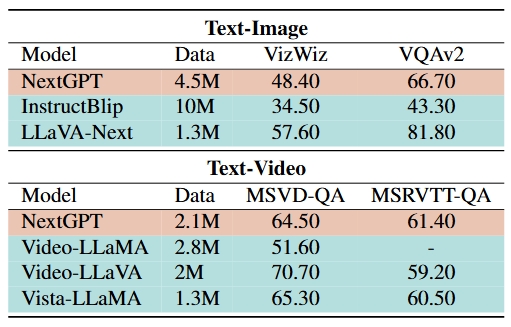 Text-Image
Model Data VizWiz VQAv2
NextGPT 4.5M 48.40 66.70
InstructBlip 10M 34.50 43.30
LLaVA-Next 1.3M 57.60 81.80
Text-Video
Model Data MSVD-QA MSRVTT-QA
NextGPT 2.1M 64.50 61.40
Video-LLaMA 2.8M 51.60 -
Video-LLaVA 2M 70.70 59.20
Vista-LLaMA 1.3M 65.30 60.50